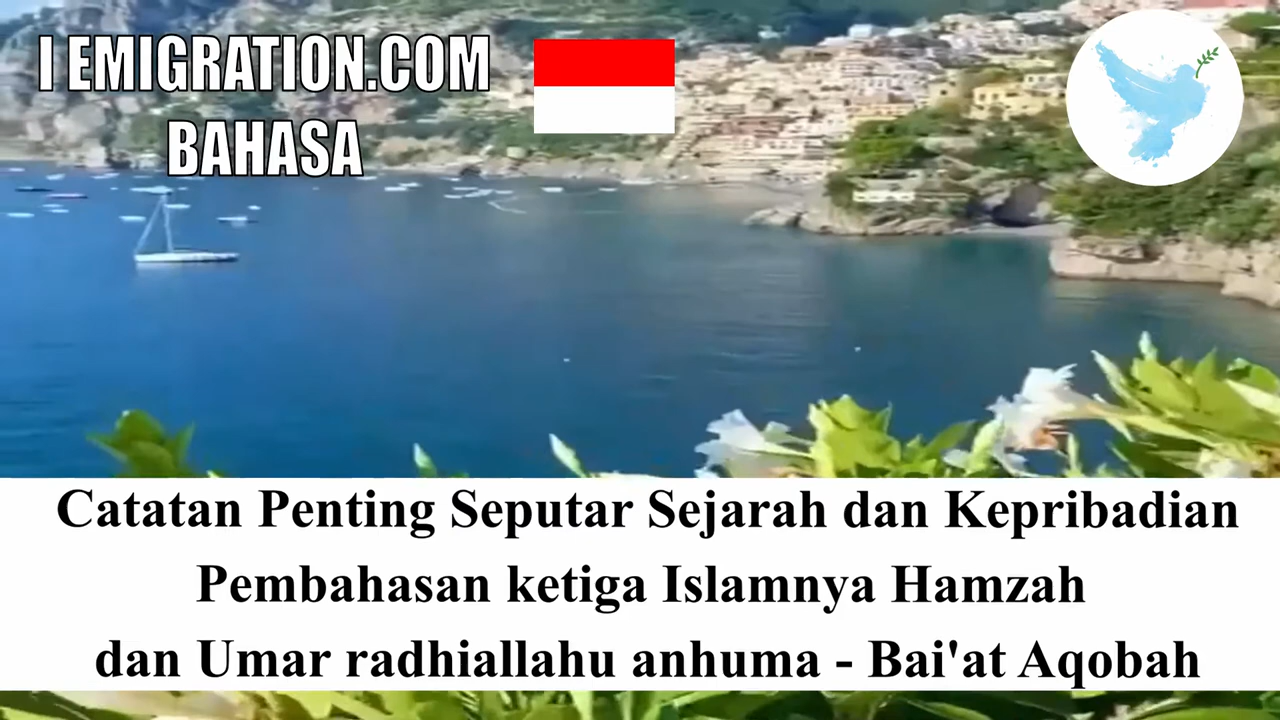 I EMIGRATION.COM
BAHASA
Catatan Penting Seputar Sejarah dan Kepribadian
Pembahasan ketiga Islamnya Hamzah
dan Umar radhiallahu anhuma - Bai'at Aqobah